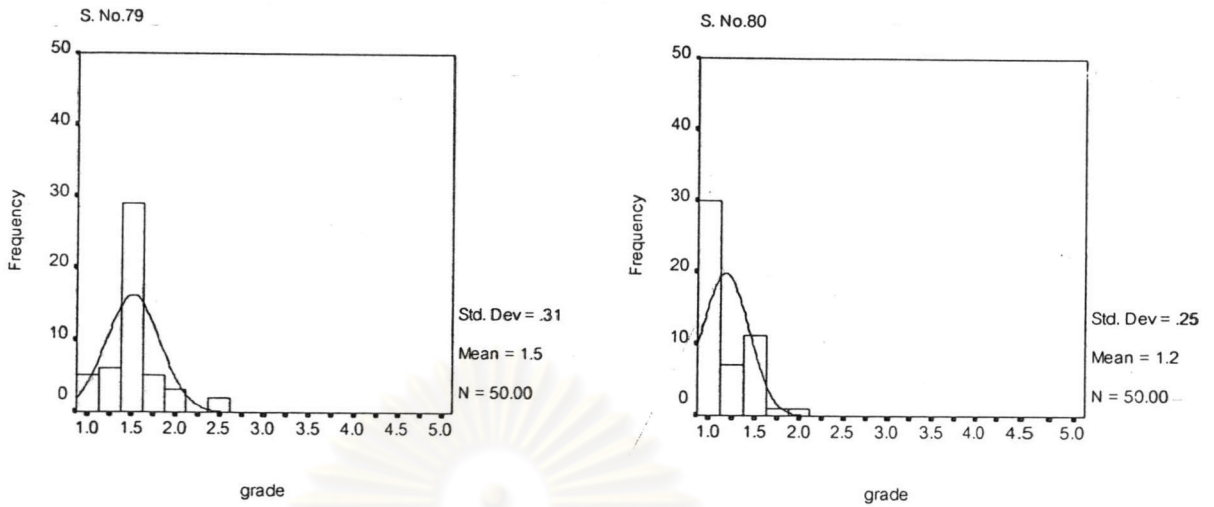 S. No.79
50
40
30
20
10
0
Frequency
1.0 1.5 2.0 2.5 3.0 3.5 4.0 4.5 5.0
grade
Std. Dev = .31
Mean = 1.5
N = 50.00
S. No.80
50
40
30
20
10
0
Frequency
1.0 1.5 2.0 2.5 3.0 3.5 4.0 4.5 5.0
grade
Std. Dev = .25
Mean = 1.2
N = 50.00